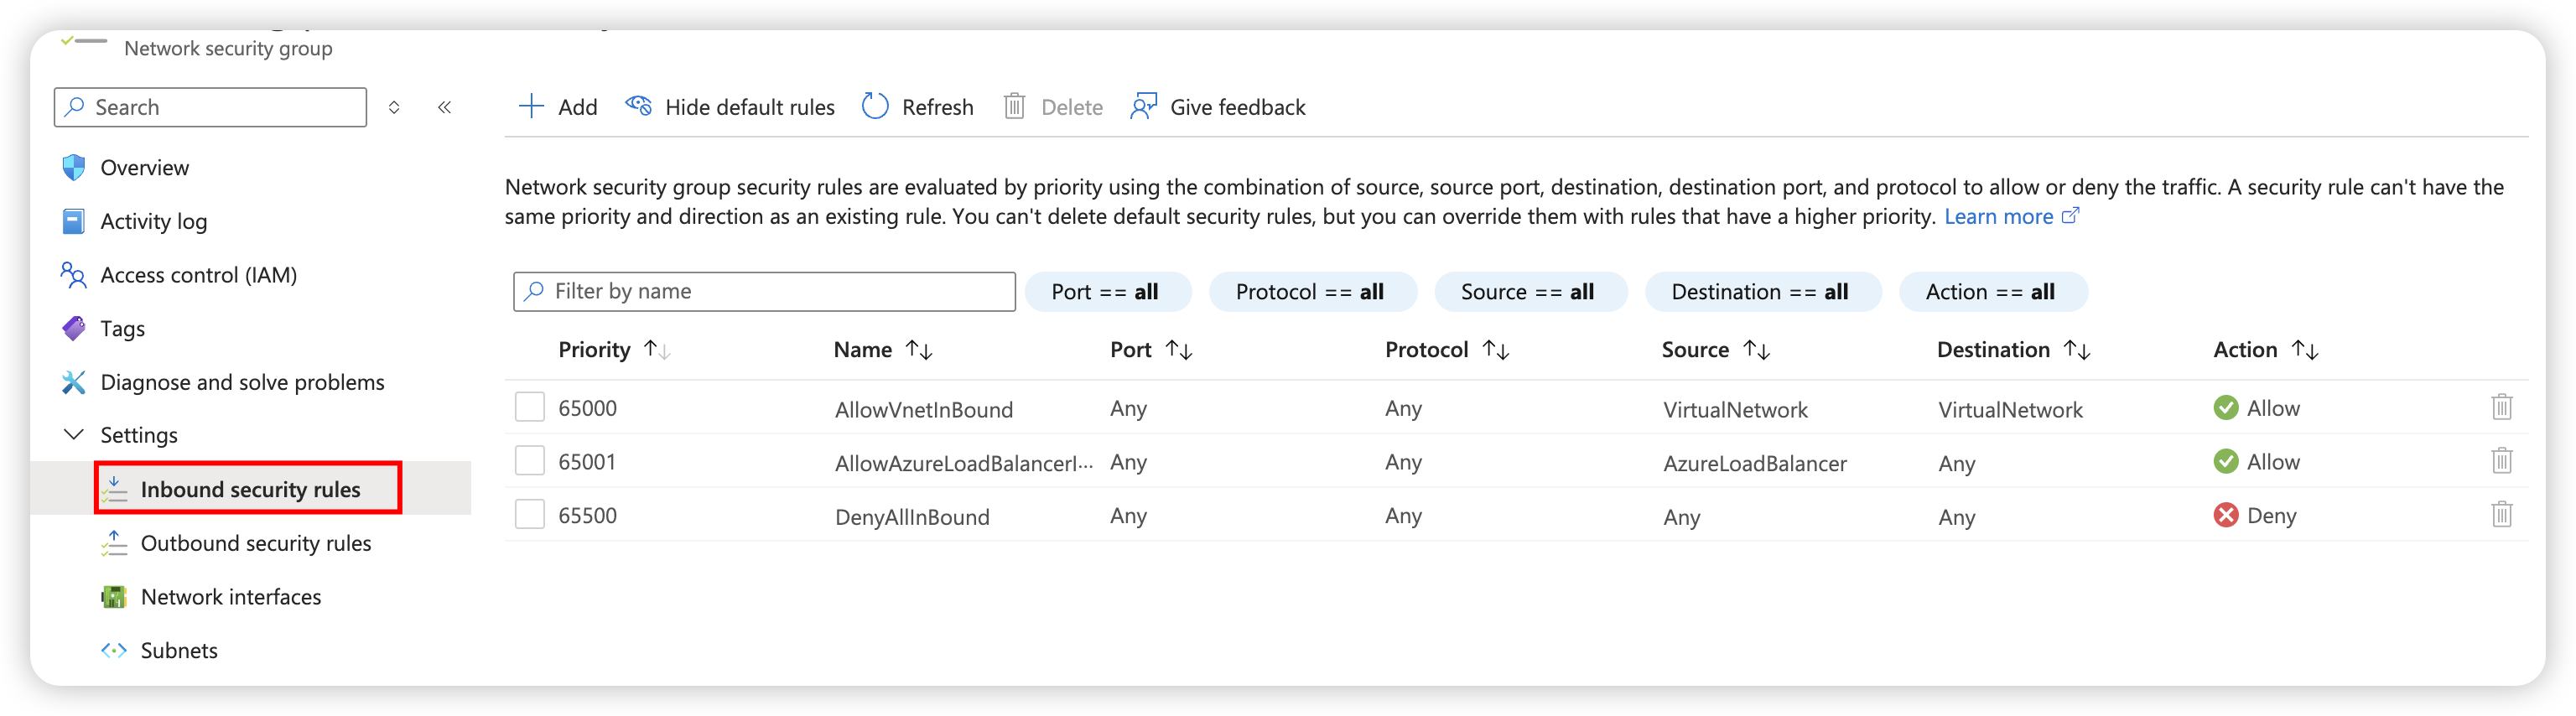 Network security group
Search
Add
Hide default rules
Refresh
Delete
Give feedback
Overview
Activity log
Access control (IAM)
Tags
Diagnose and solve problems
Settings
Inbound security rules
Outbound security rules
Network interfaces
Subnets
Network security group security rules are evaluated by priority using the combination of source, source port, destination, destination port, and protocol to allow or deny the traffic. A security rule can't have the
same priority and direction as an existing rule. You can't delete default security rules, but you can override them with rules that have a higher priority. Learn more
Filter by name
Port == all
Protocol == all
Source == all
Destination == all
Action == all
Priority Name Port Protocol Source Destination Action
65000 AllowVnetInBound Any Any VirtualNetwork VirtualNetwork Allow
65001 AllowAzureLoadBalancerI... Any Any AzureLoadBalancer Any Allow
65500 DenyAllInBound Any Any Any Any Deny